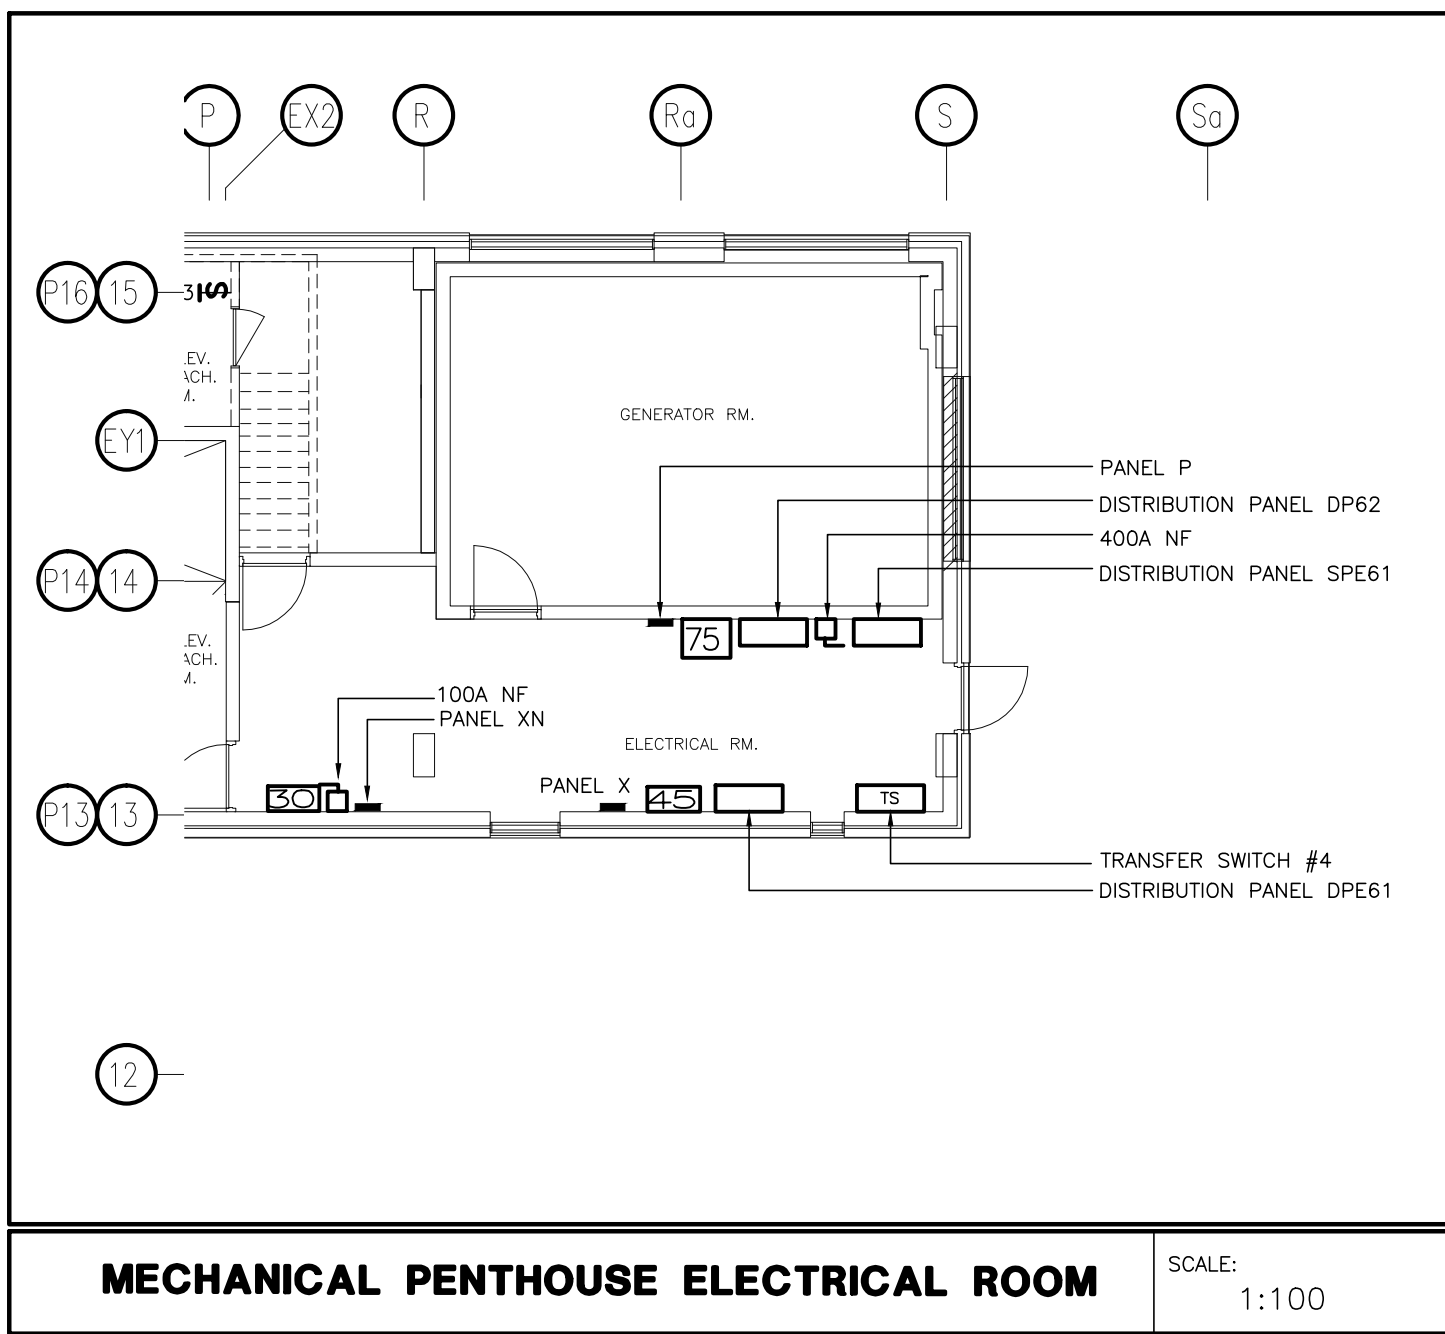 P EX2 R Ra S Sa
P16 15
3
EV.
ACH.
M.
GENERATOR RM.
EY1
PANEL P
DISTRIBUTION PANEL DP62
400A NF
DISTRIBUTION PANEL SPE61
P14 14
75
EV.
ACH.
M.
100A NF
PANEL XN
ELECTRICAL RM.
PANEL X
30
45
TS
P13 13
TRANSFER SWITCH #4
DISTRIBUTION PANEL DPE61
12
MECHANICAL PENTHOUSE ELECTRICAL ROOM
SCALE:
1:100